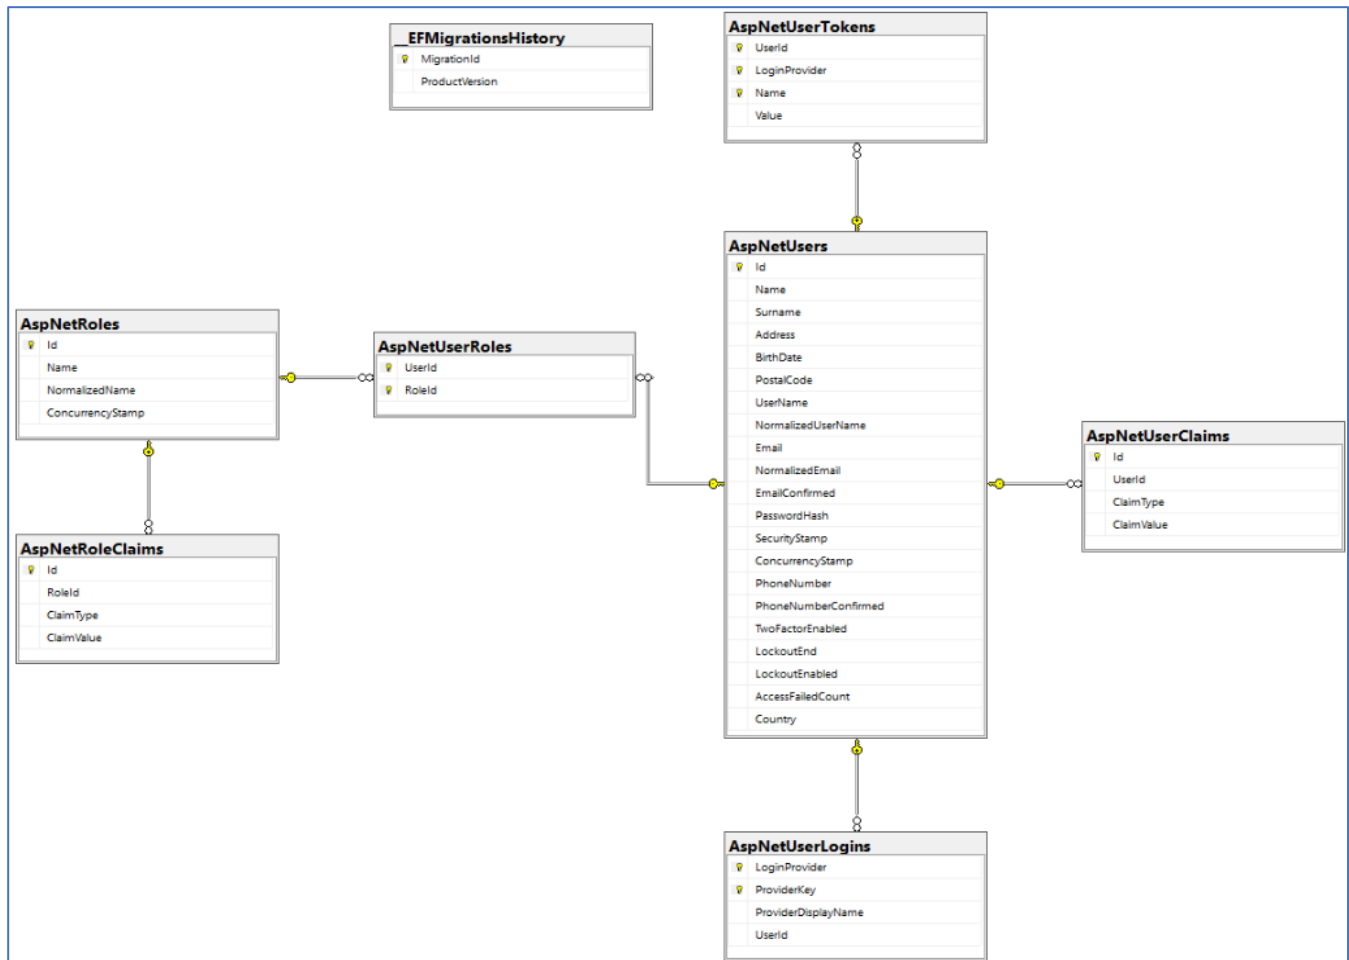 __EFMigrationsHistory
MigrationId
ProductVersion
AspNetUserTokens
UserId
LoginProvider
Name
Value
AspNetUsers
Id
Name
Surname
Address
BirthDate
PostalCode
UserName
NormalizedUserName
Email
NormalizedEmail
EmailConfirmed
PasswordHash
SecurityStamp
ConcurrencyStamp
PhoneNumber
PhoneNumberConfirmed
TwoFactorEnabled
LockoutEnd
LockoutEnabled
AccessFailedCount
Country
AspNetRoles
Id
Name
NormalizedName
ConcurrencyStamp
AspNetUserRoles
UserId
RoleId
AspNetUserClaims
Id
UserId
ClaimType
ClaimValue
AspNetRoleClaims
Id
RoleId
ClaimType
ClaimValue
AspNetUserLogins
LoginProvider
ProviderKey
ProviderDisplayName
UserId